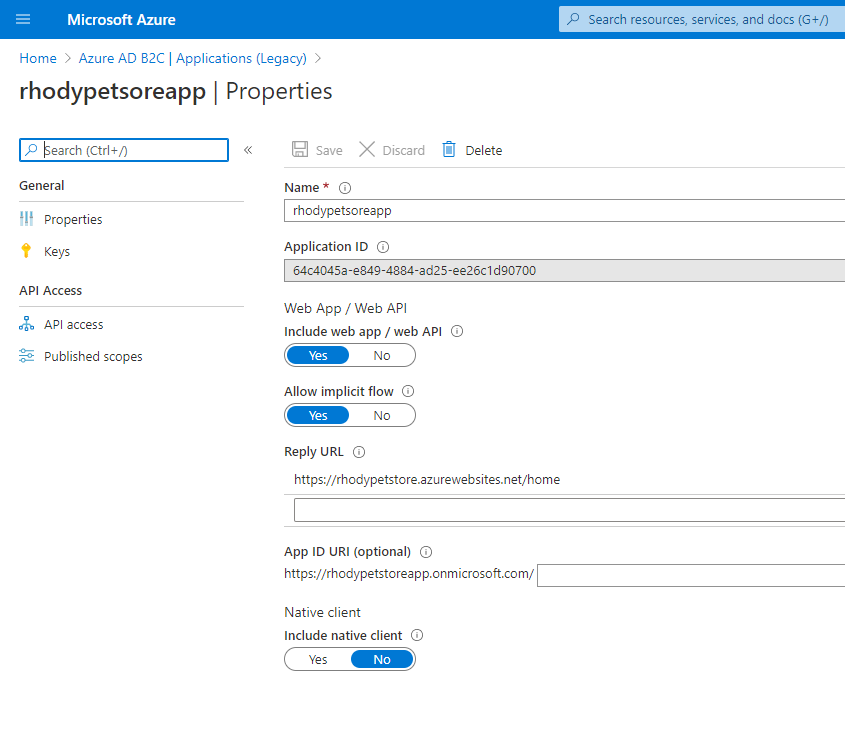 Microsoft Azure
Search resources, services, and docs (G+/)
Home > Azure AD B2C | Applications (Legacy) >
rhodypetsoreapp | Properties
Search (Ctrl+/)
«
General
Properties
Keys
API Access
API access
Published scopes
Save
Discard
Delete
Name *
rhodypetsoreapp
Application ID
64c4045a-e849-4884-ad25-ee26c1d90700
Web App / Web API
Include web app / web API
Yes No
Allow implicit flow
Yes No
Reply URL
https://rhodypetstore.azurewebsites.net/home
App ID URI (optional)
https://rhodypetstoreapp.onmicrosoft.com/
Native client
Include native client
Yes No